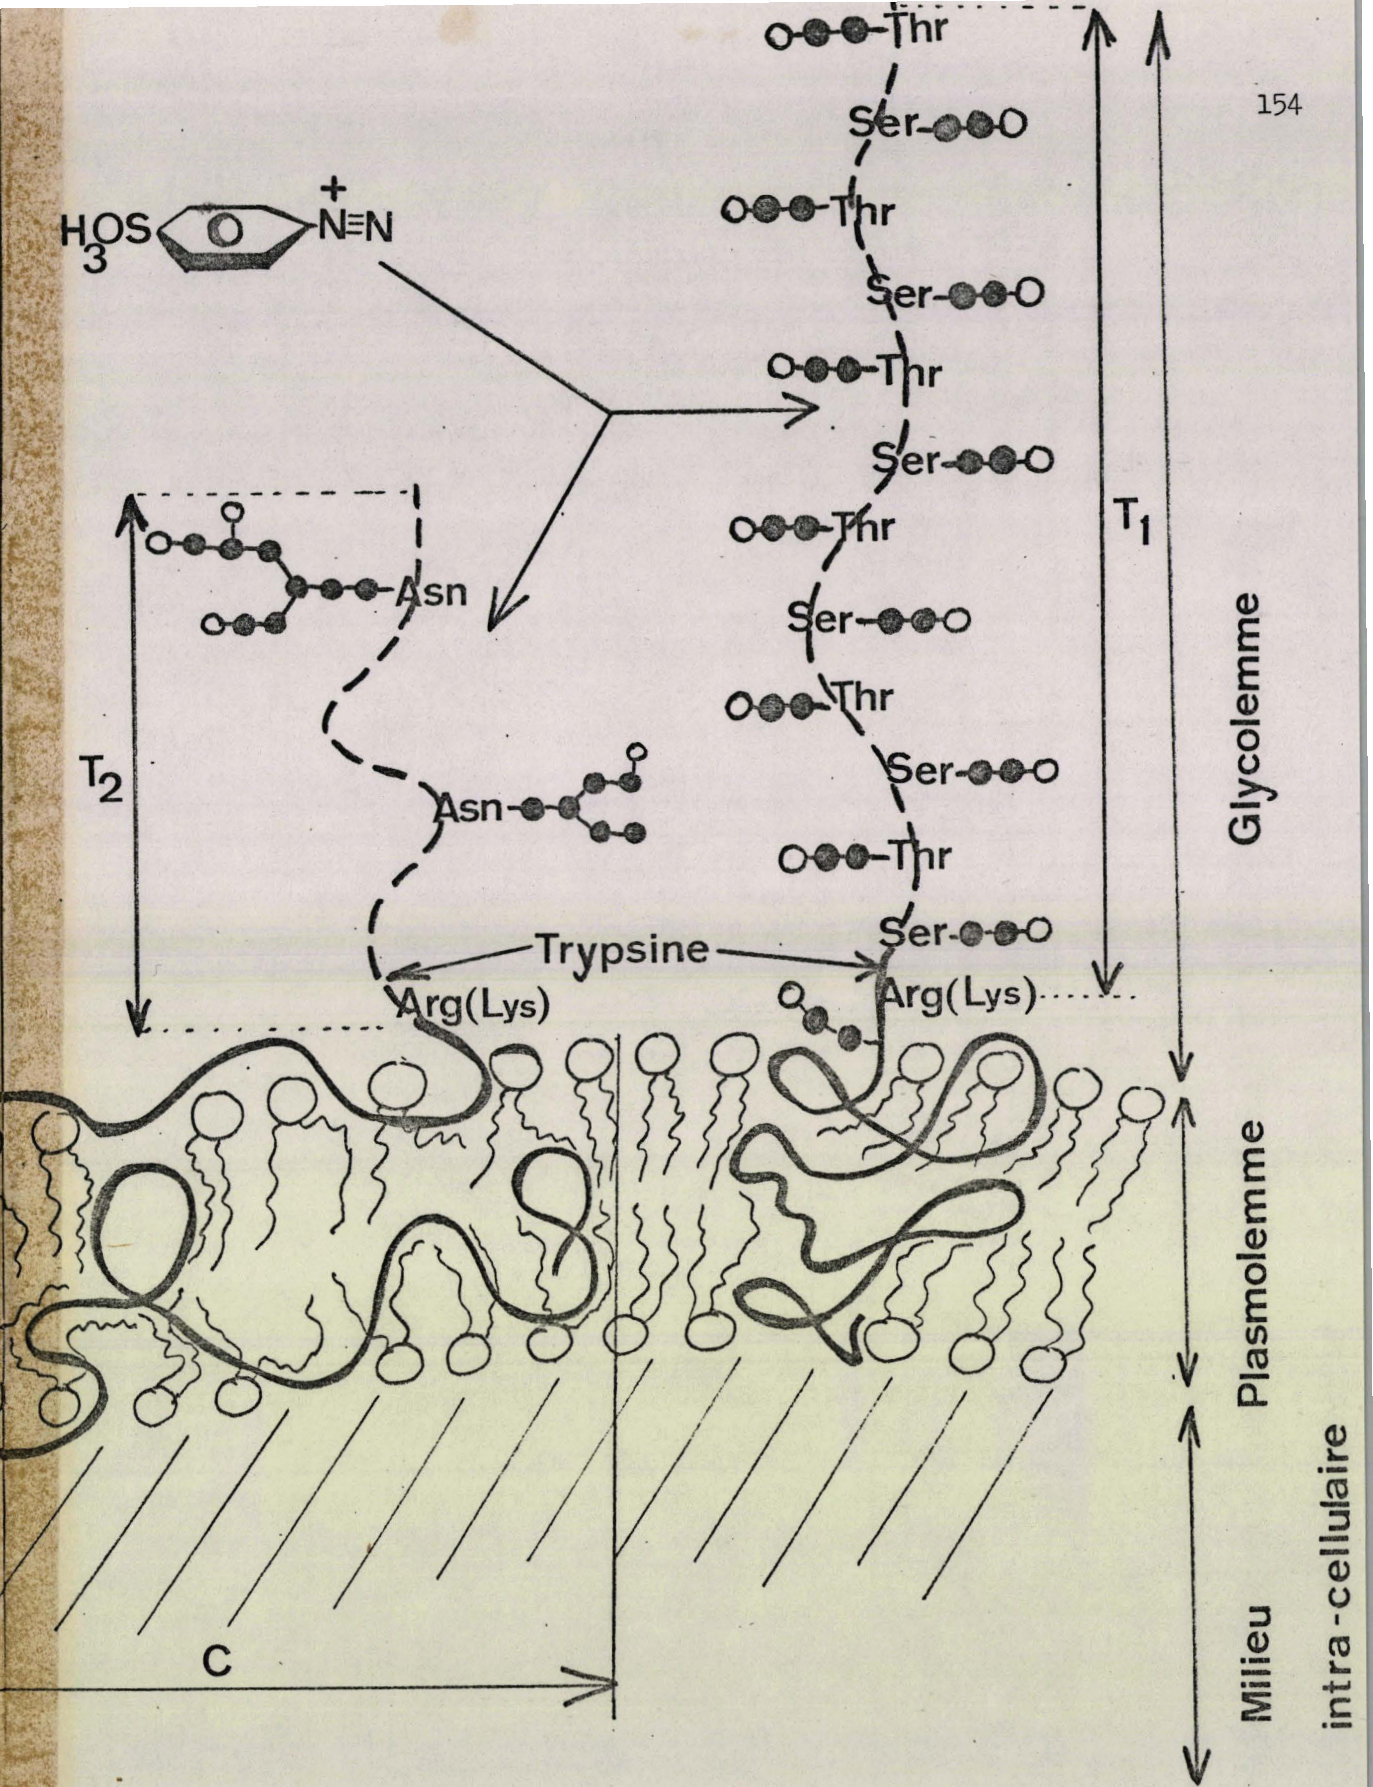 Thr
154
Ser
Thr
+
H₃OS N≡N
Ser
Thr
Ser
T₁
Thr
Asn
Ser
Thr
Glycolemme
T₂
Ser
Asn
Thr
Ser
Trypsine
Arg(Lys)
Arg(Lys)
Plasmolemme
C
Milieu
intra-cellulaire